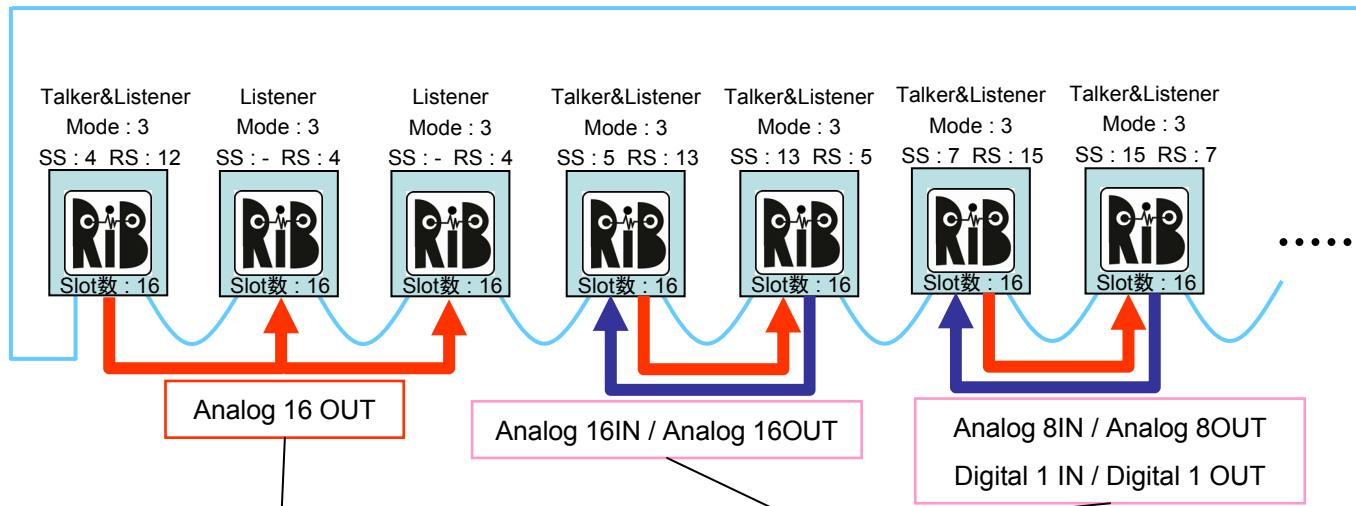 Talker&Listener
Mode : 3
SS : 4 RS : 12
RiB
Slot数 : 16
Listener
Mode : 3
SS : - RS : 4
RiB
Slot数 : 16
Listener
Mode : 3
SS : - RS : 4
RiB
Slot数 : 16
Talker&Listener
Mode : 3
SS : 5 RS : 13
RiB
Slot数 : 16
Talker&Listener
Mode : 3
SS : 13 RS : 5
RiB
Slot数 : 16
Talker&Listener
Mode : 3
SS : 7 RS : 15
RiB
Slot数 : 16
Talker&Listener
Mode : 3
SS : 15 RS : 7
RiB
Slot数 : 16
.....
Analog 16 OUT
Analog 16IN / Analog 16OUT
Analog 8IN / Analog 8OUT
Digital 1 IN / Digital 1 OUT